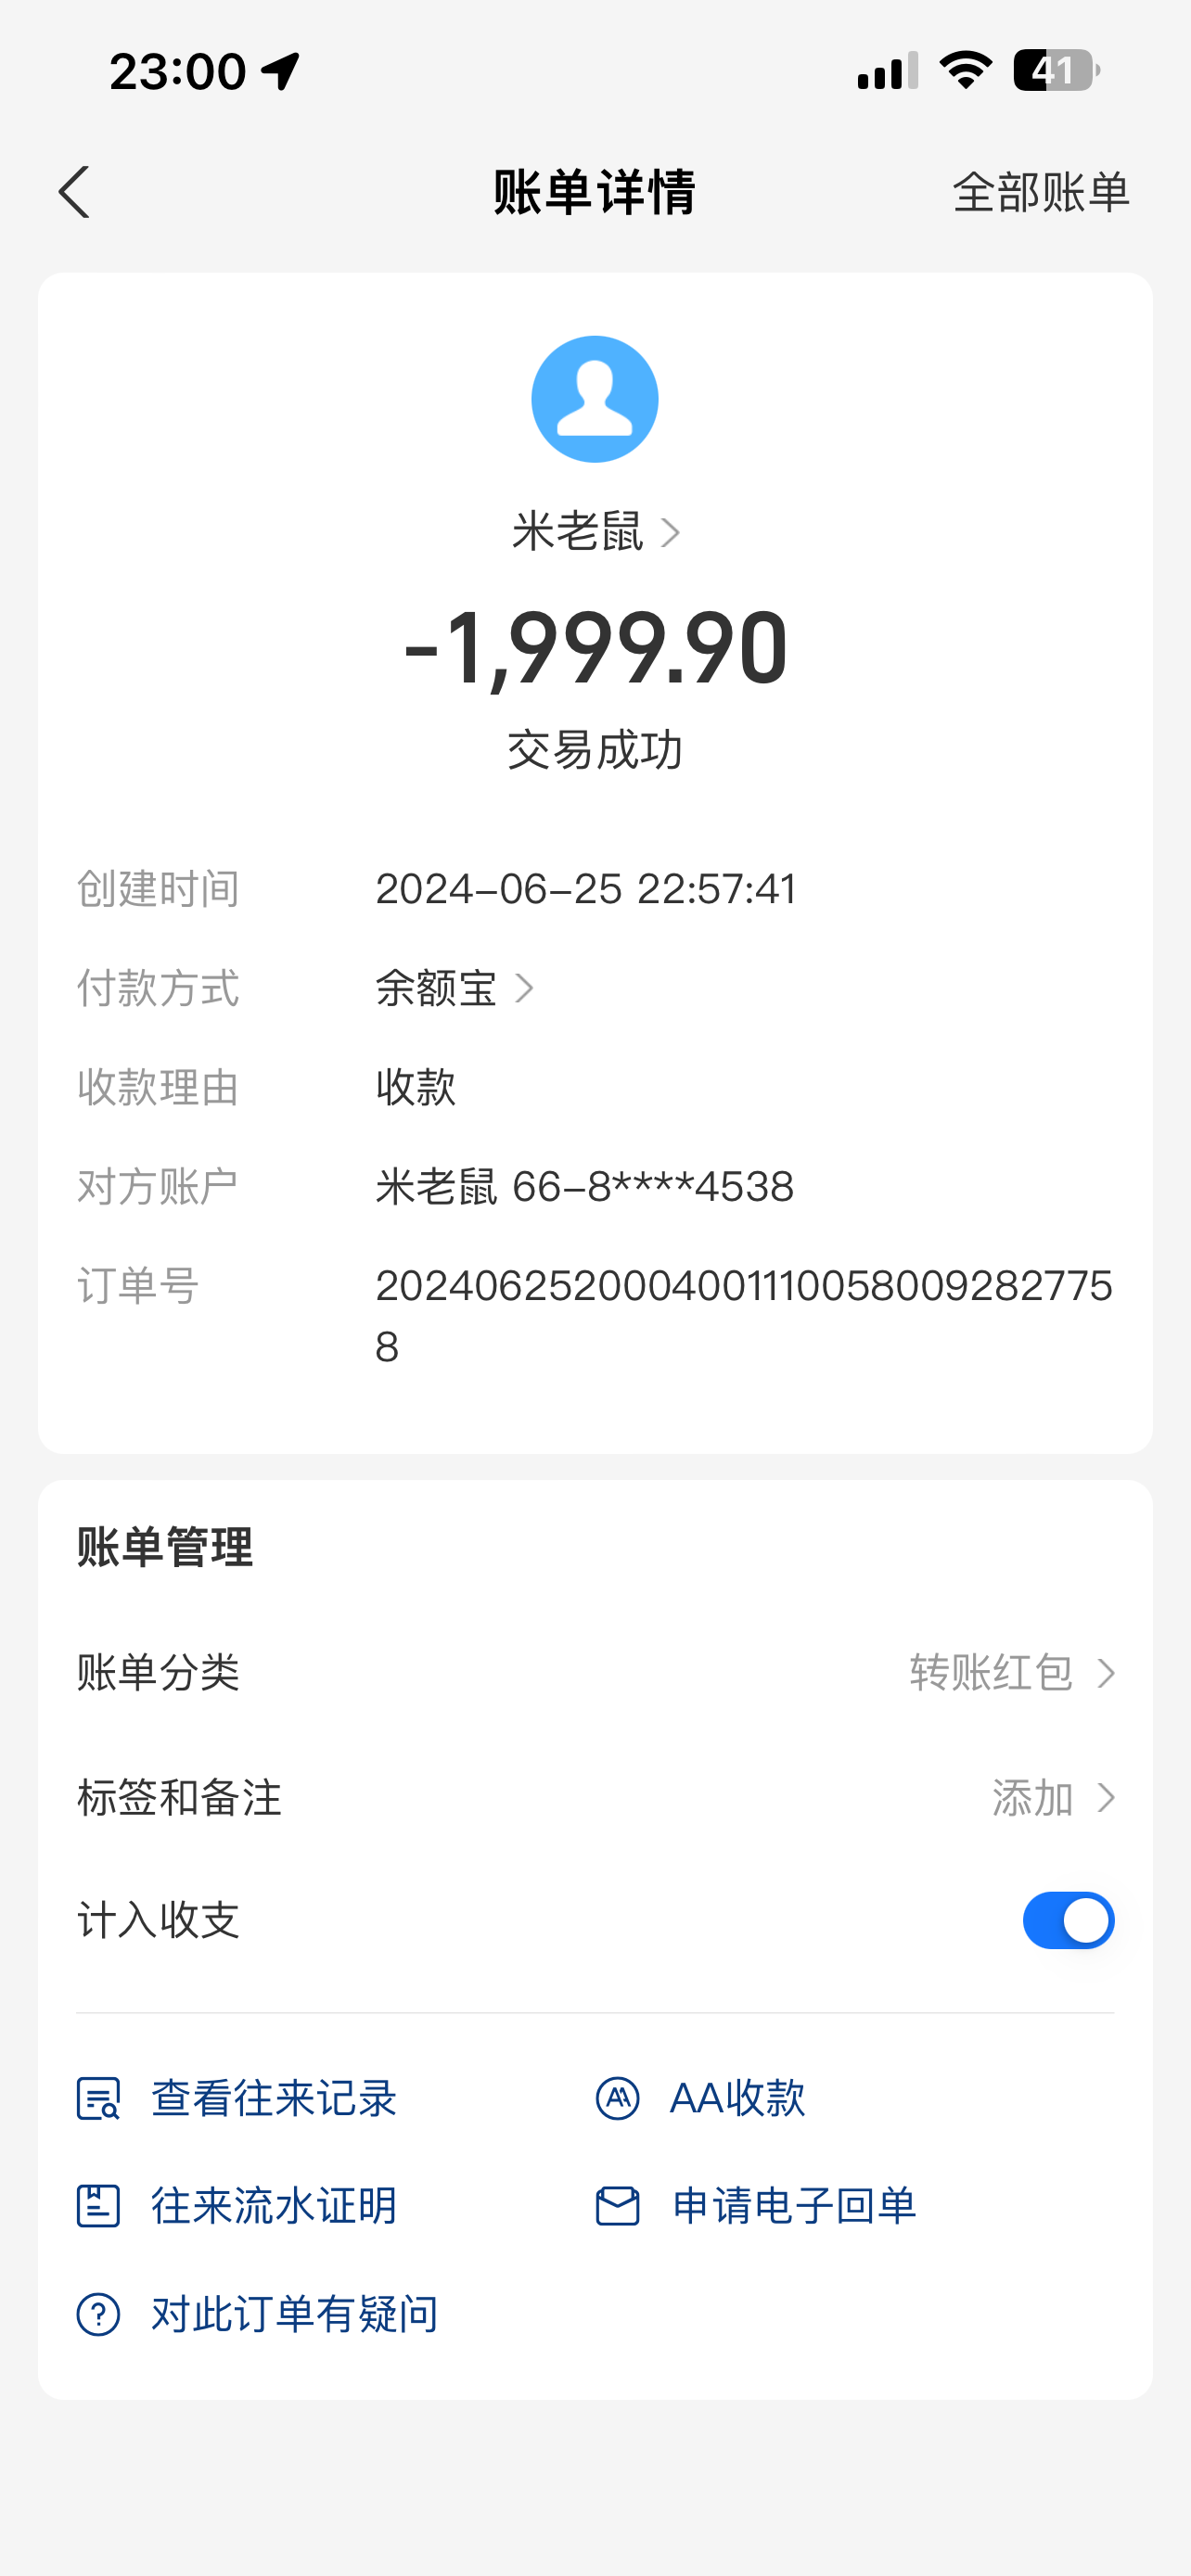 23:00
41
账单详情
全部账单
米老鼠
-1,999.90
交易成功
创建时间 2024-06-25 22:57:41
付款方式 余额宝
收款理由 收款
对方账户 米老鼠 66-8****4538
订单号 2024062520004001110058009282775
8
账单管理
账单分类 转账红包
标签和备注 添加
计入收支
查看往来记录 AA收款
往来流水证明 申请电子回单
对此订单有疑问